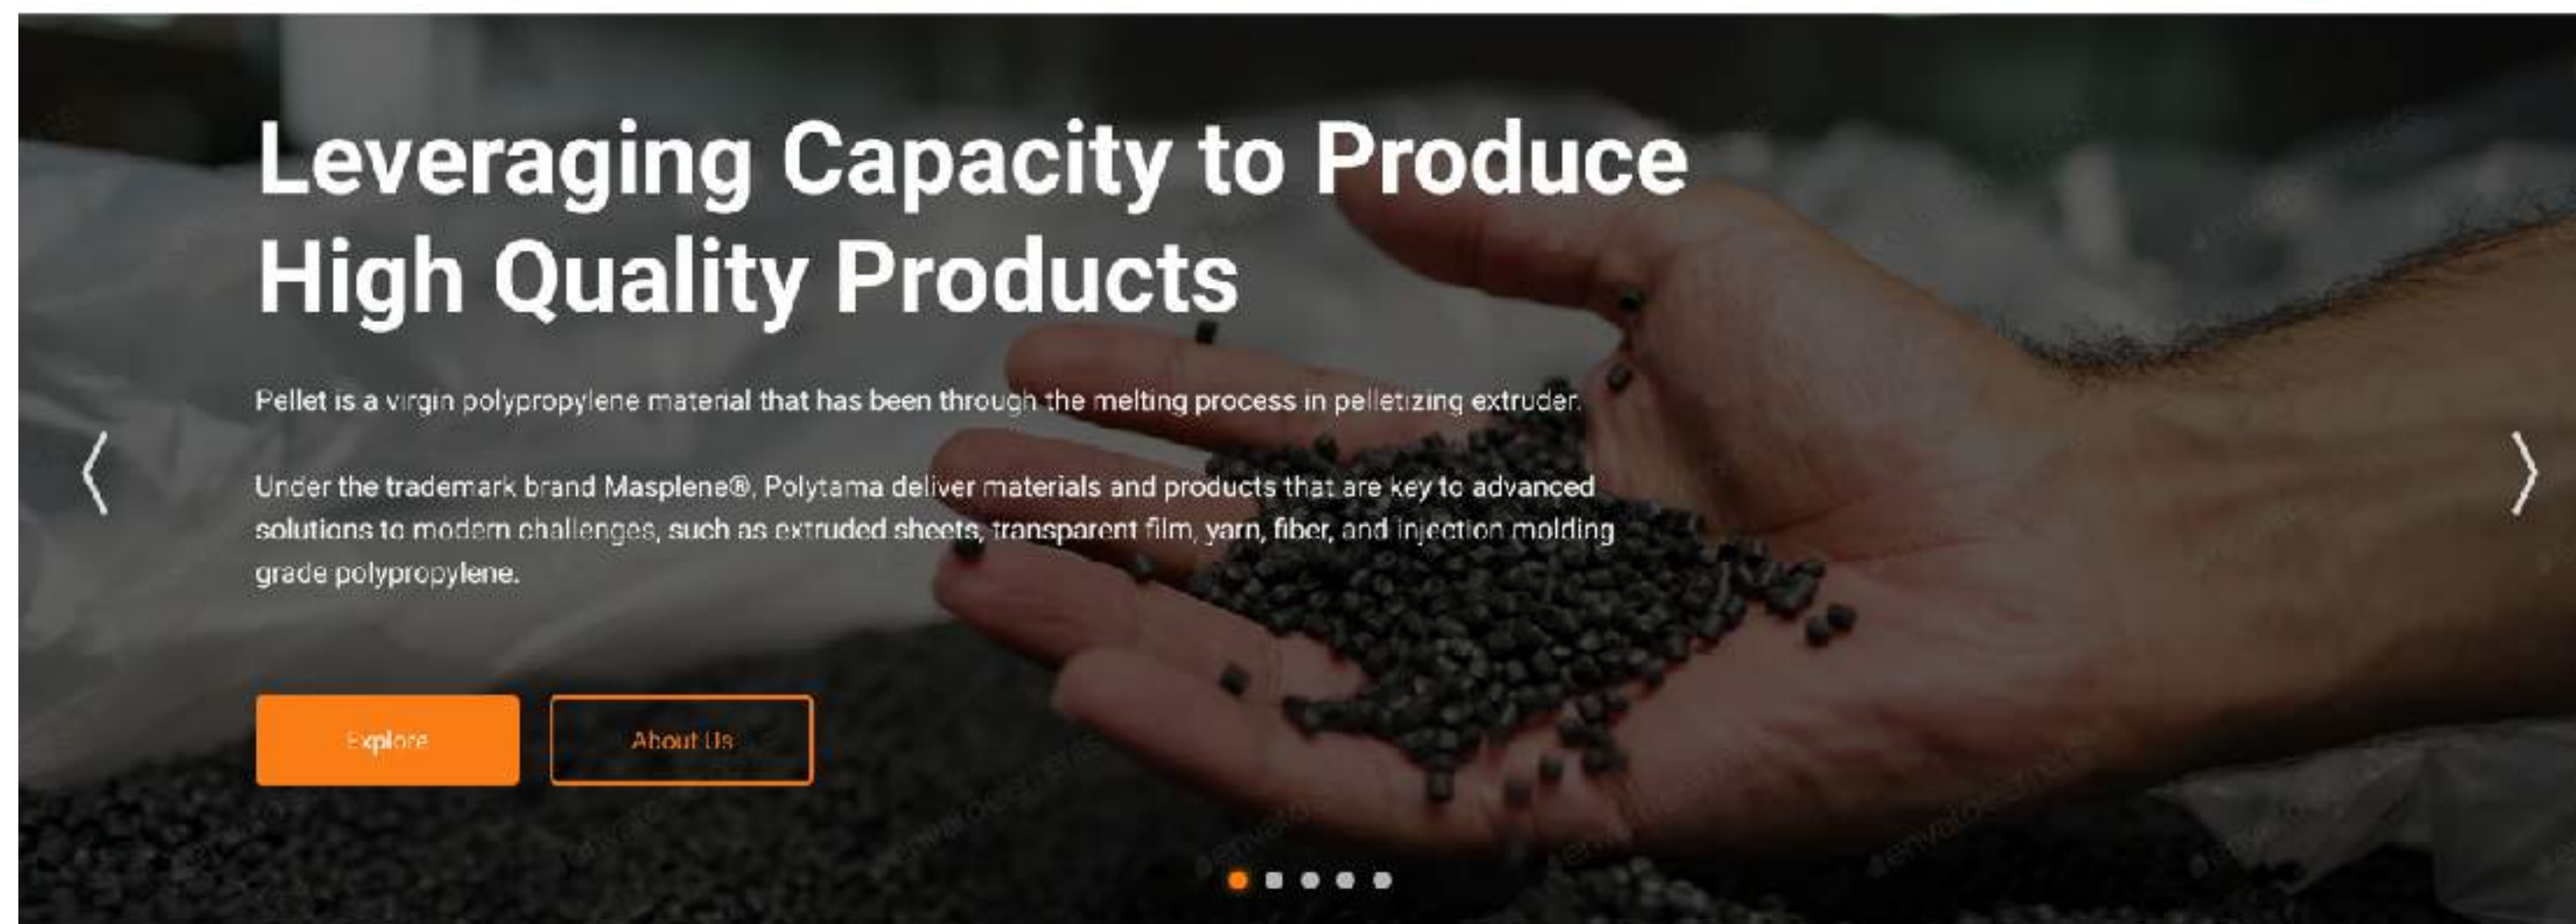 Leveraging Capacity to Produce
High Quality Products
Pellet is a virgin polypropylene material that has been through the melting process in pelletizing extruder.
Under the trademark brand Masplene®, Polytama deliver materials and products that are key to advanced
solutions to modern challenges, such as extruded sheets, transparent film, yarn, fiber, and injection molding
grade polypropylene.
Explore
About Us